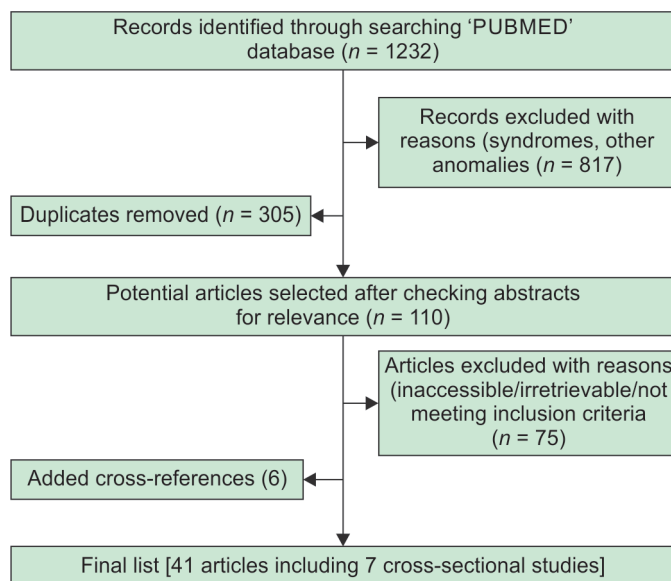 Records identified through searching ‘PUBMED’
database (n = 1232)
Records excluded with
reasons (syndromes, other
anomalies (n = 817)
Duplicates removed (n = 305)
Potential articles selected after checking abstracts
for relevance (n = 110)
Articles excluded with reasons
(inaccessible/irretrievable/not
meeting inclusion criteria
(n = 75)
Added cross-references (6)
Final list [41 articles including 7 cross-sectional studies]